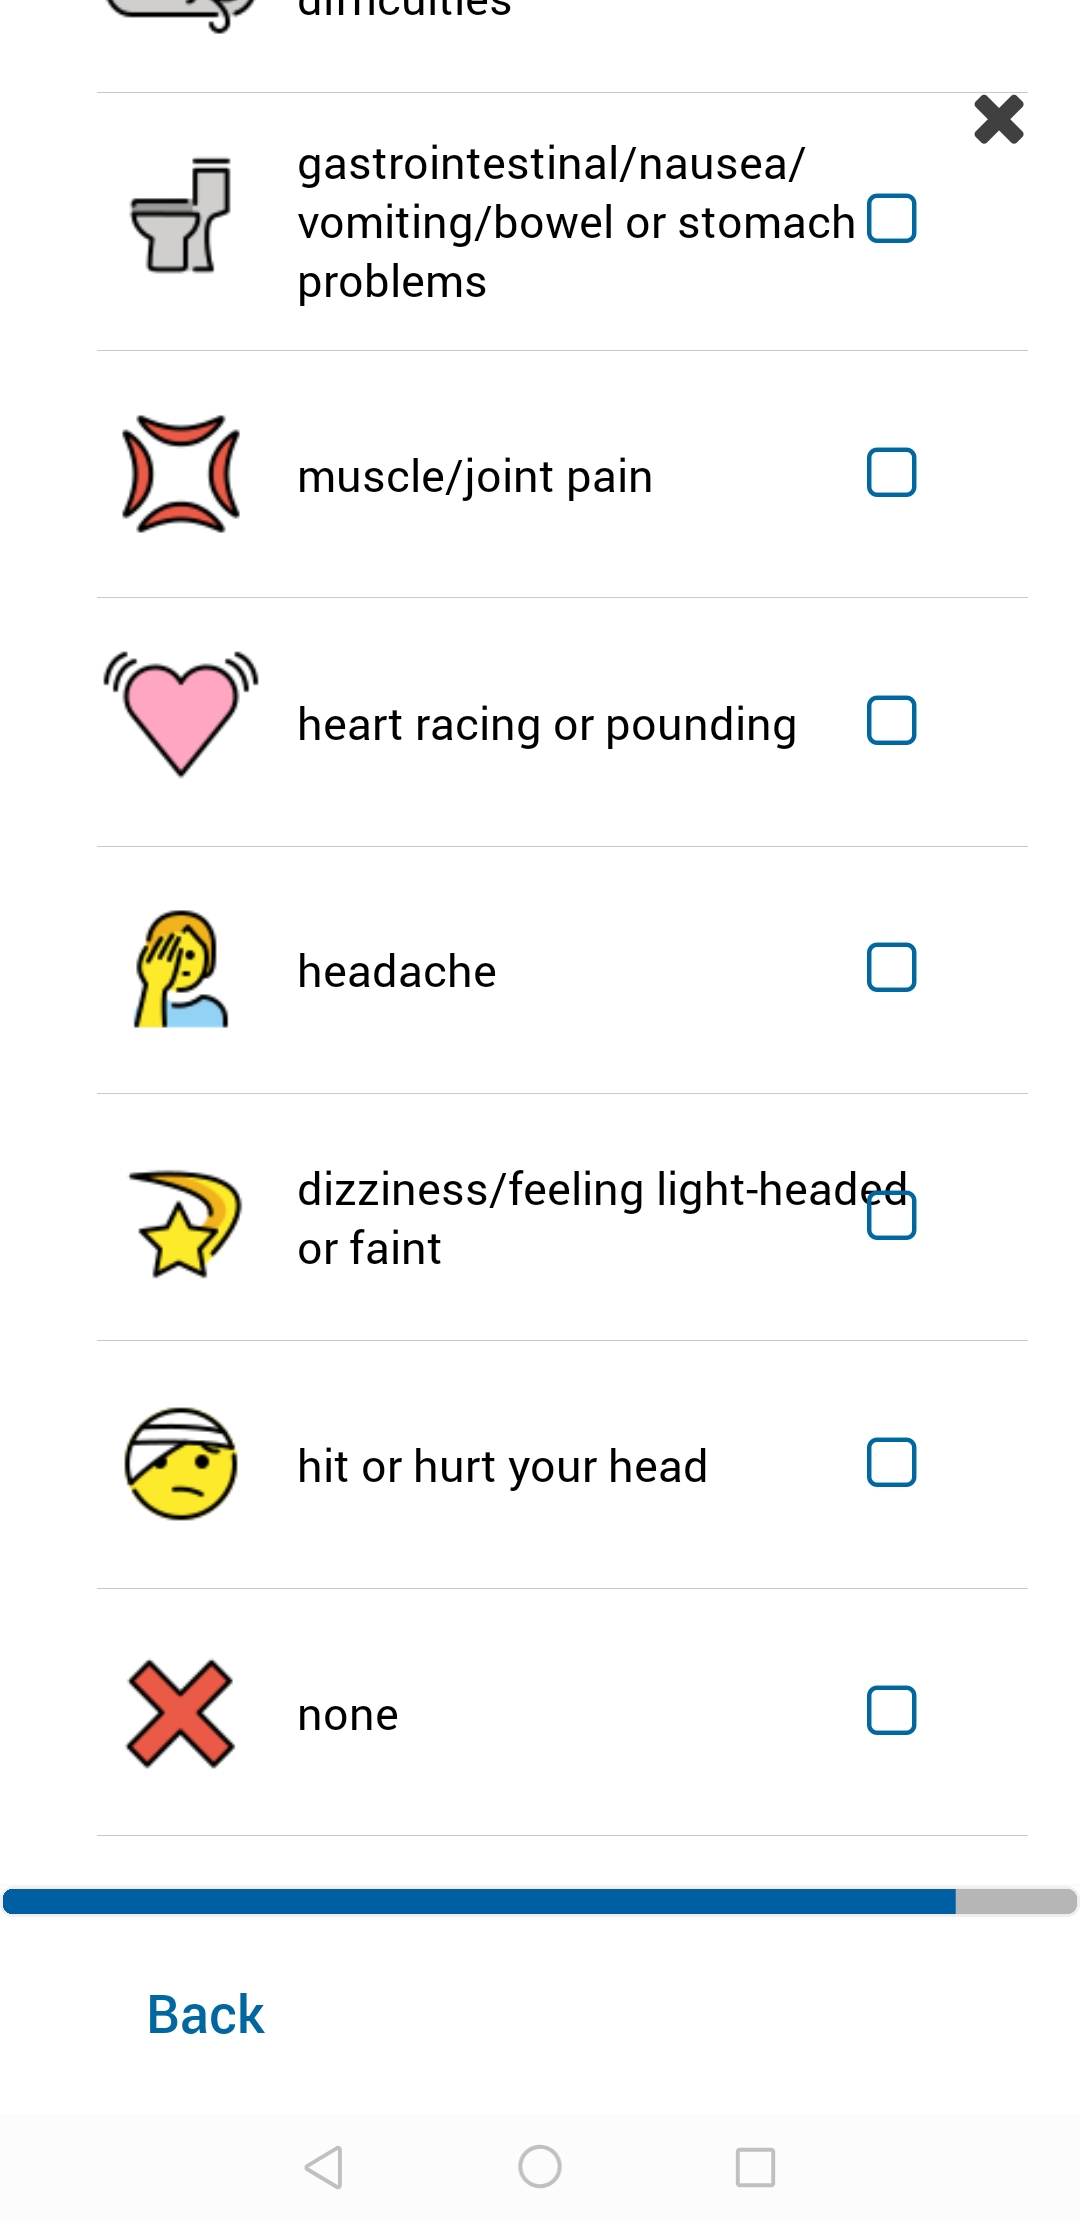 difficulties
gastrointestinal/nausea/
vomiting/bowel or stomach
problems
muscle/joint pain
heart racing or pounding
headache
dizziness/feeling light-headed
or faint
hit or hurt your head
none
Back